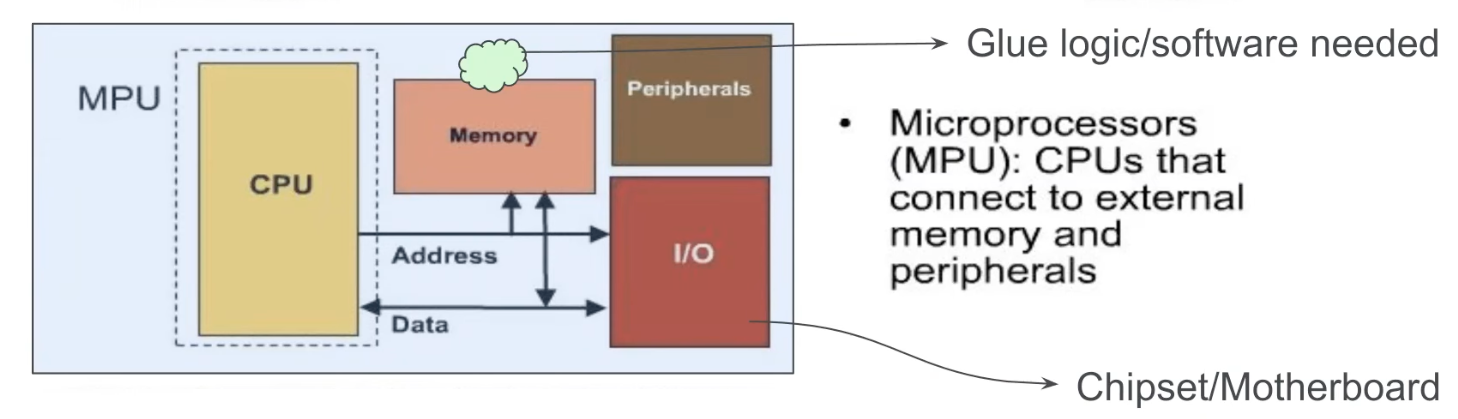 Glue logic/software needed
MPU
Peripherals
Memory
CPU
Address
I/O
Data
• Microprocessors
(MPU): CPUs that
connect to external
memory and
peripherals
Chipset/Motherboard